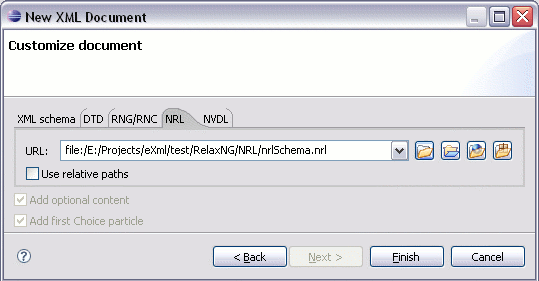 New XML Document
Customize document
XML schema DTD RNG/RNC NRL NVDL
URL: file:/E:/Projects/eXml/test/RelaxNG/NRL/nrlSchema.nrl
Use relative paths
Add optional content
Add first Choice particle
? < Back Next > Finish Cancel